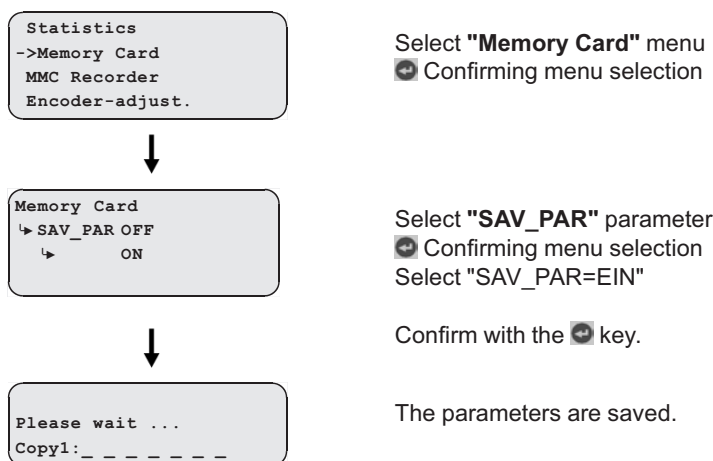 Statistics
->Memory Card
MMC Recorder
Encoder-adjust.
Select "Memory Card" menu
Confirming menu selection
Memory Card
SAV_PAR OFF
ON
Select "SAV_PAR" parameter
Confirming menu selection
Select "SAV_PAR=EIN"
Confirm with the key.
Please wait ...
Copy1:_ _ _ _ _ _ _
The parameters are saved.